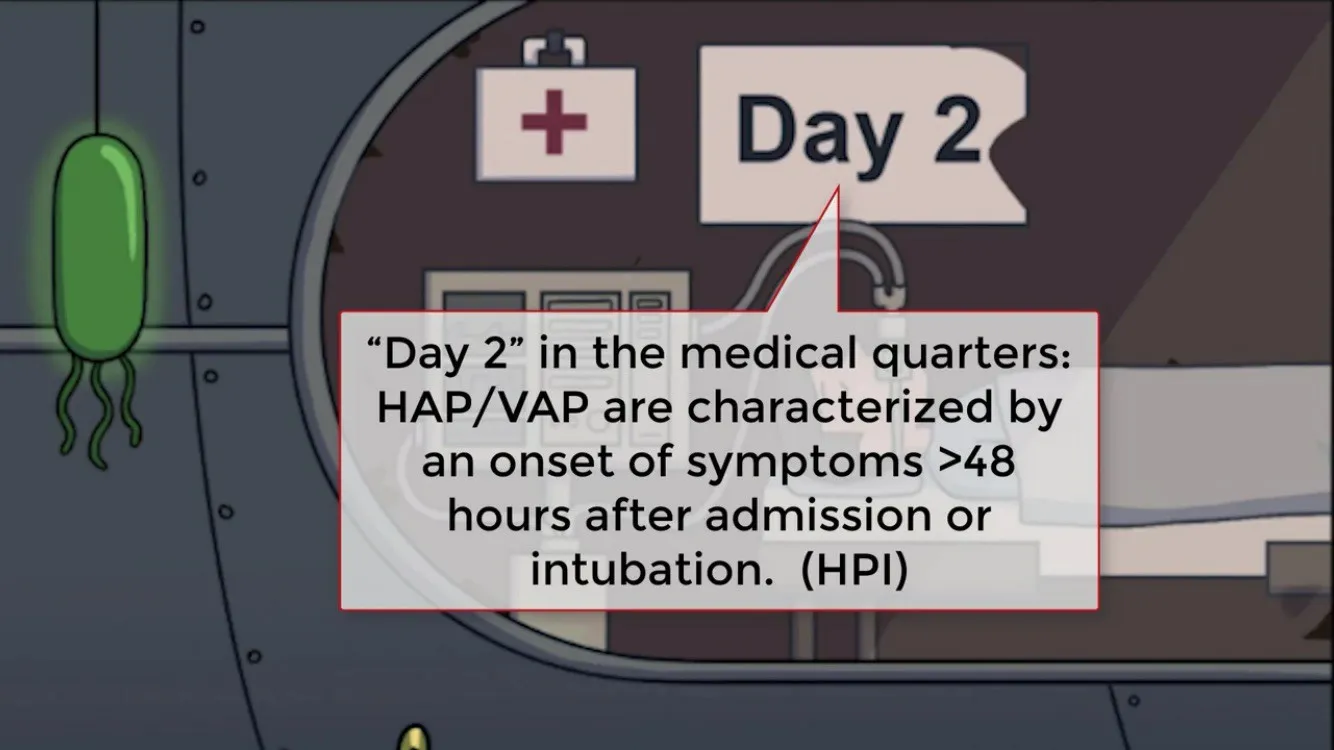 Day 2
“Day 2” in the medical quarters:
HAP/VAP are characterized by
an onset of symptoms >48
hours after admission or
intubation. (HPI)